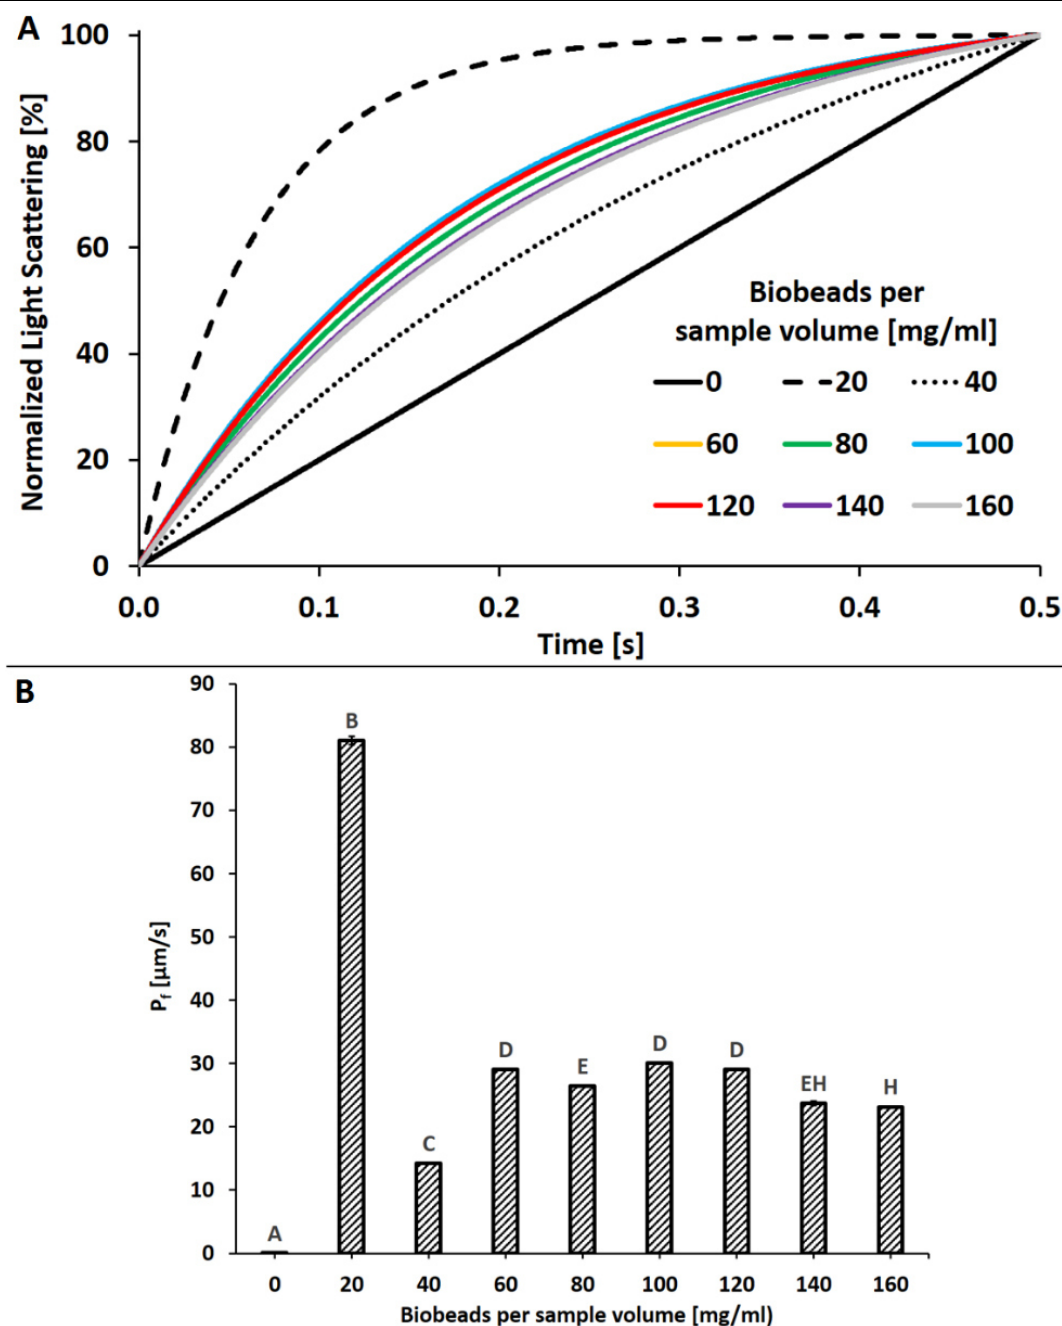 A
Normalized Light Scattering [%]
100
80
60
40
20
0
0.0 0.1 0.2 0.3 0.4 0.5
Time [s]
Biobeads per
sample volume [mg/ml]
0 20 40
60 80 100
120 140 160
B
Pf [µm/s]
90
80
70
60
50
40
30
20
10
0
A B C D E D D EH H
0 20 40 60 80 100 120 140 160
Biobeads per sample volume [mg/ml)